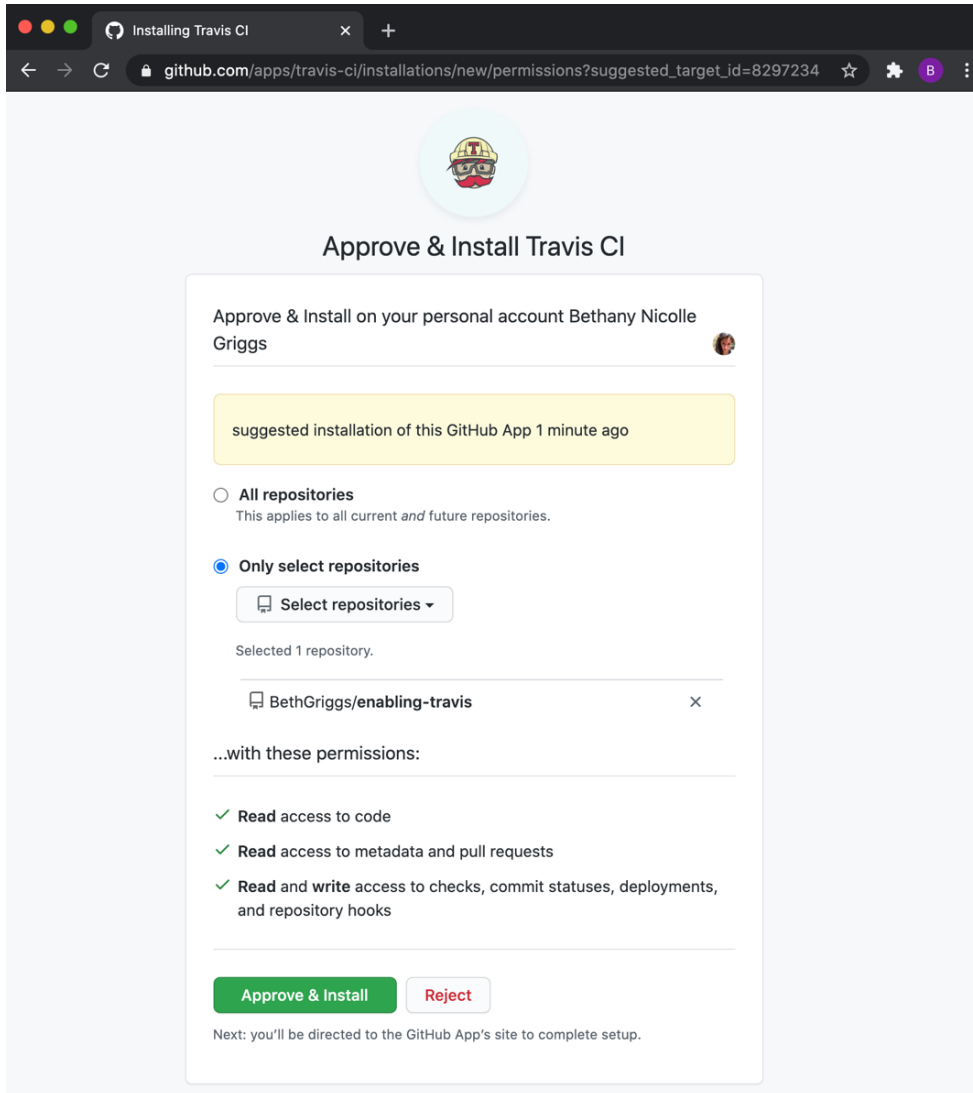 Installing Travis CI
github.com/apps/travis-ci/installations/new/permissions?suggested_target_id=8297234
B
T
Approve & Install Travis CI
Approve & Install on your personal account Bethany Nicolle
Griggs
suggested installation of this GitHub App 1 minute ago
All repositories
This applies to all current and future repositories.
Only select repositories
Select repositories
Selected 1 repository.
BethGriggs/enabling-travis
...with these permissions:
Read access to code
Read access to metadata and pull requests
Read and write access to checks, commit statuses, deployments,
and repository hooks
Approve & Install Reject
Next: you'll be directed to the GitHub App's site to complete setup.